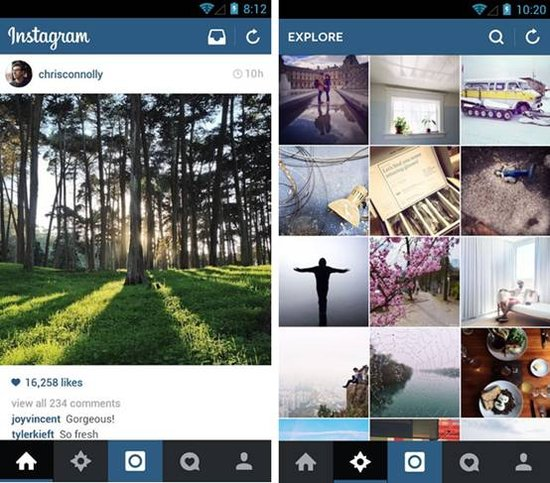 8:12
Instagram
chrisconnolly
10h
16,258 likes
view all 234 comments
joyvincent Gorgeous!
tylerkieft So fresh
10:20
EXPLORE